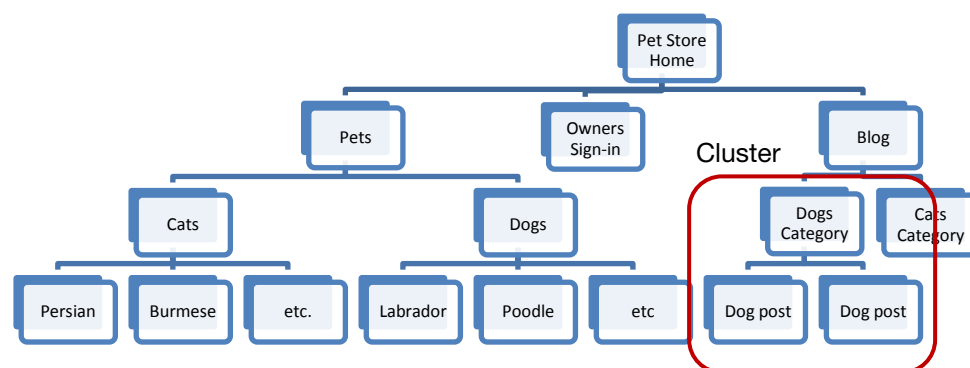 Pet Store
Home
Pets
Owners
Sign-in
Blog
Cluster
Cats
Dogs
Dogs
Category
Cats
Category
Persian
Burmese
etc.
Labrador
Poodle
etc
Dog post
Dog post